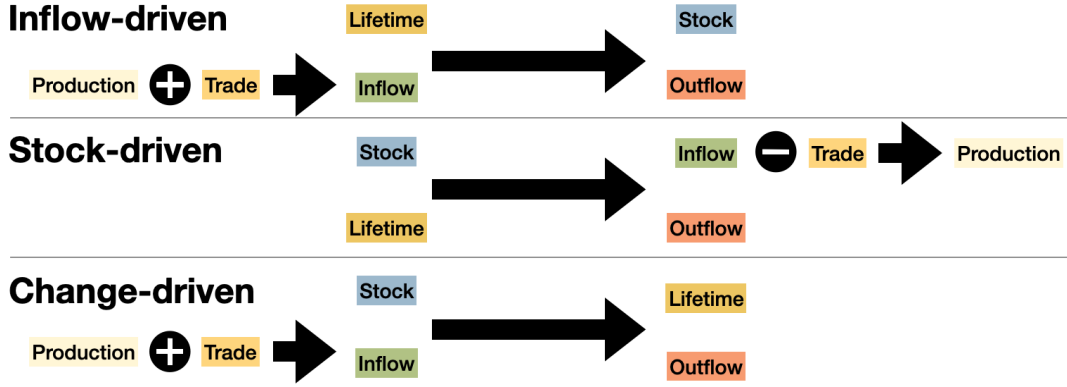 Inflow-driven
Lifetime
Stock
Production + Trade
Inflow
Outflow
Stock-driven
Stock
Inflow − Trade
Production
Lifetime
Outflow
Change-driven
Stock
Lifetime
Production + Trade
Inflow
Outflow